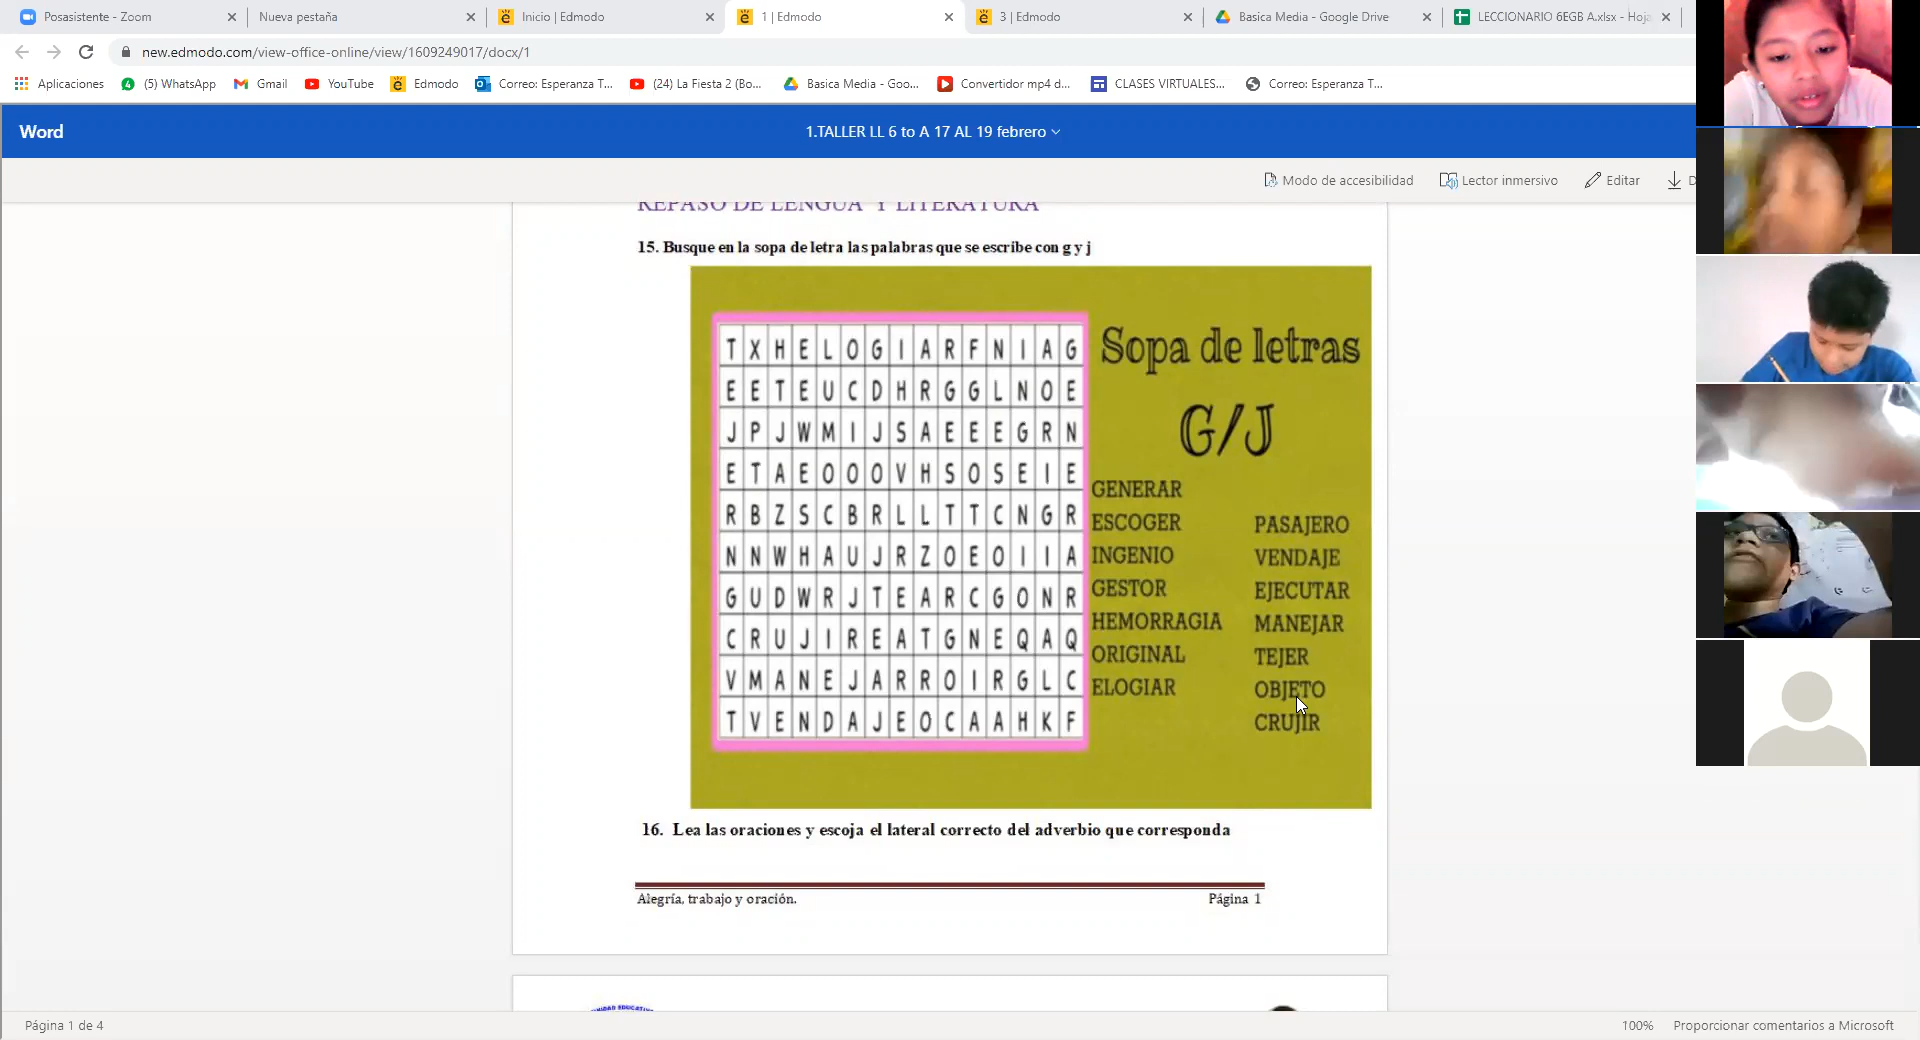 Posasistente - Zoom
Nueva pestaña
Inicio | Edmodo
1 | Edmodo
3 | Edmodo
Basica Media - Google Drive
LECCIONARIO 6EGB A.xlsx - Hoja
new.edmodo.com/view-office-online/view/1609249017/docx/1
Aplicaciones
(5) WhatsApp
Gmail
YouTube
Edmodo
Correo: Esperanza T...
(24) La Fiesta 2 (Bo...
Basica Media - Goo...
Convertidor mp4 d...
CLASES VIRTUALES...
Correo: Esperanza T...
Word
1.TALLER LL 6 to A 17 AL 19 febrero
Modo de accesibilidad
Lector inmersivo
Editar
D
REPASO DE LENGUA Y LITERATURA
15. Busque en la sopa de letra las palabras que se escribe con g y j
T X H E L O G I A R F N I A G
E E T E U C D H R G G L N O E
J P J W M I J S A E E E G R N
E T A E O O O V H S O S E I E
R B Z S C B R L L T T C N G R
N N W H A U J R Z O E O I I A
G U D W R J T E A R C G O N R
C R U J I R E A T G N E Q A Q
V M A N E J A R R O I R G L C
T V E N D A J E O C A A H K F
Sopa de letras
G/J
GENERAR
ESCOGER
INGENIO
GESTOR
HEMORRAGIA
ORIGINAL
ELOGIAR
PASAJERO
VENDAJE
EJECUTAR
MANEJAR
TEJER
OBJETO
CRUJIR
16. Lea las oraciones y escoja el lateral correcto del adverbio que corresponda
Alegría, trabajo y oración.
Página 1
UNIDAD EDUCATIV
Página 1 de 4
100%
Proporcionar comentarios a Microsoft